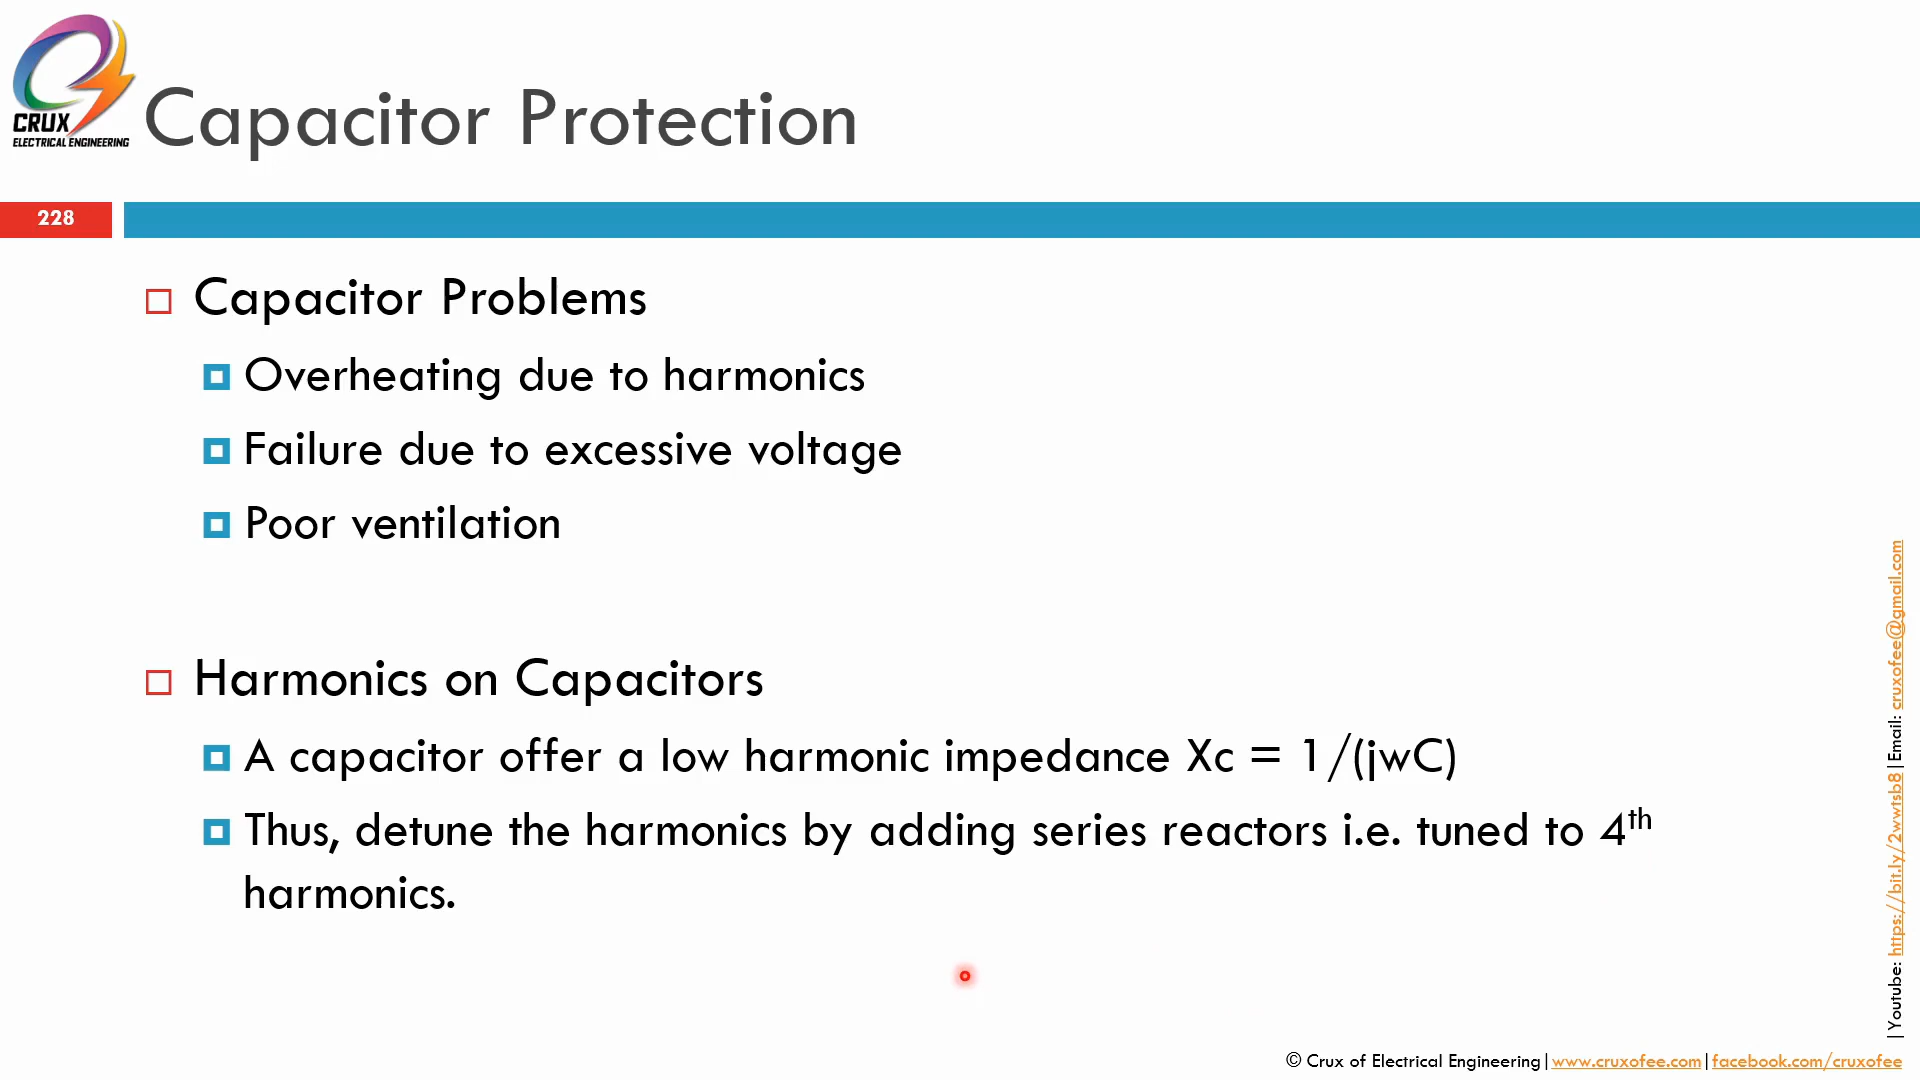 CRUX
ELECTRICAL ENGINEERING
Capacitor Protection
228
Capacitor Problems
Overheating due to harmonics
Failure due to excessive voltage
Poor ventilation
Harmonics on Capacitors
A capacitor offer a low harmonic impedance Xc = 1/(jwC)
Thus, detune the harmonics by adding series reactors i.e. tuned to 4th
harmonics.
|Youtube: https://bit.ly/2wwtsb8|Email: cruxofee@gmail.com
© Crux of Electrical Engineering|www.cruxofee.com|facebook.com/cruxofee